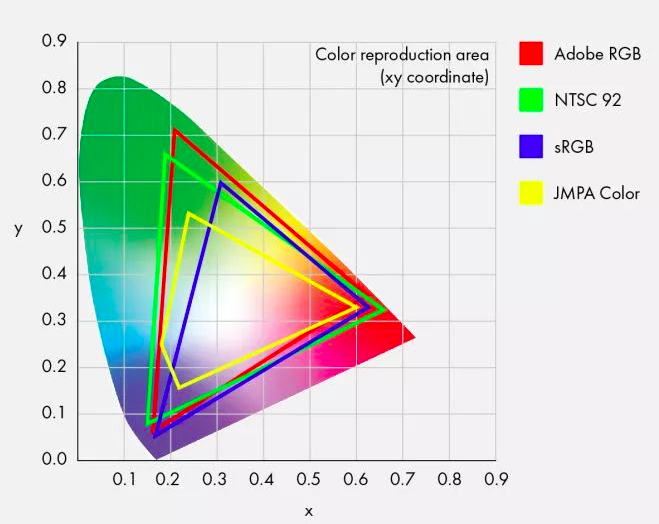 Color reproduction area
(xy coordinate)
Adobe RGB
NTSC 92
sRGB
JMPA Color
y
0.9
0.8
0.7
0.6
0.5
0.4
0.3
0.2
0.1
0.0
0.1 0.2 0.3 0.4 0.5 0.6 0.7 0.8 0.9
x